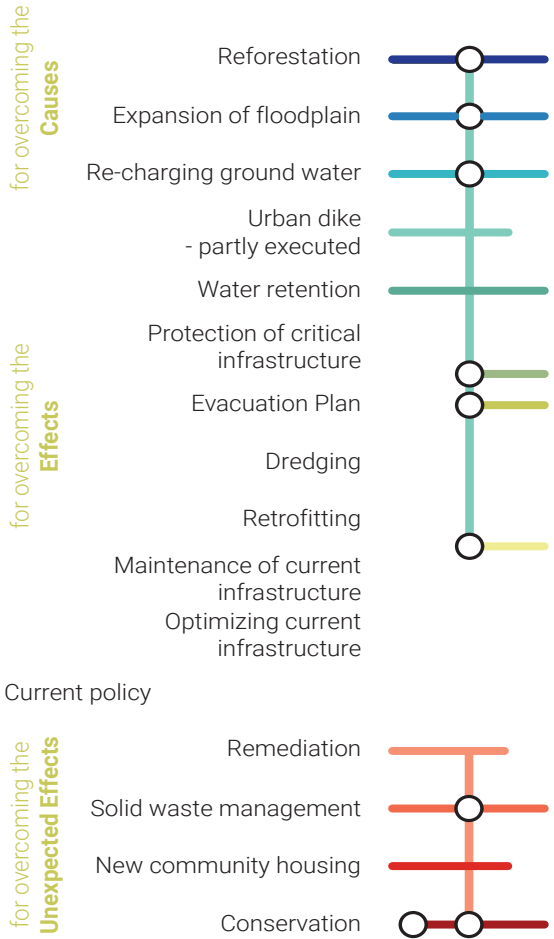 for overcoming the
Causes
Reforestation
Expansion of floodplain
Re-charging ground water
Urban dike
- partly executed
Water retention
for overcoming the
Effects
Protection of critical
infrastructure
Evacuation Plan
Dredging
Retrofitting
Maintenance of current
infrastructure
Optimizing current
infrastructure
Current policy
for overcoming the
Unexpected Effects
Remediation
Solid waste management
New community housing
Conservation